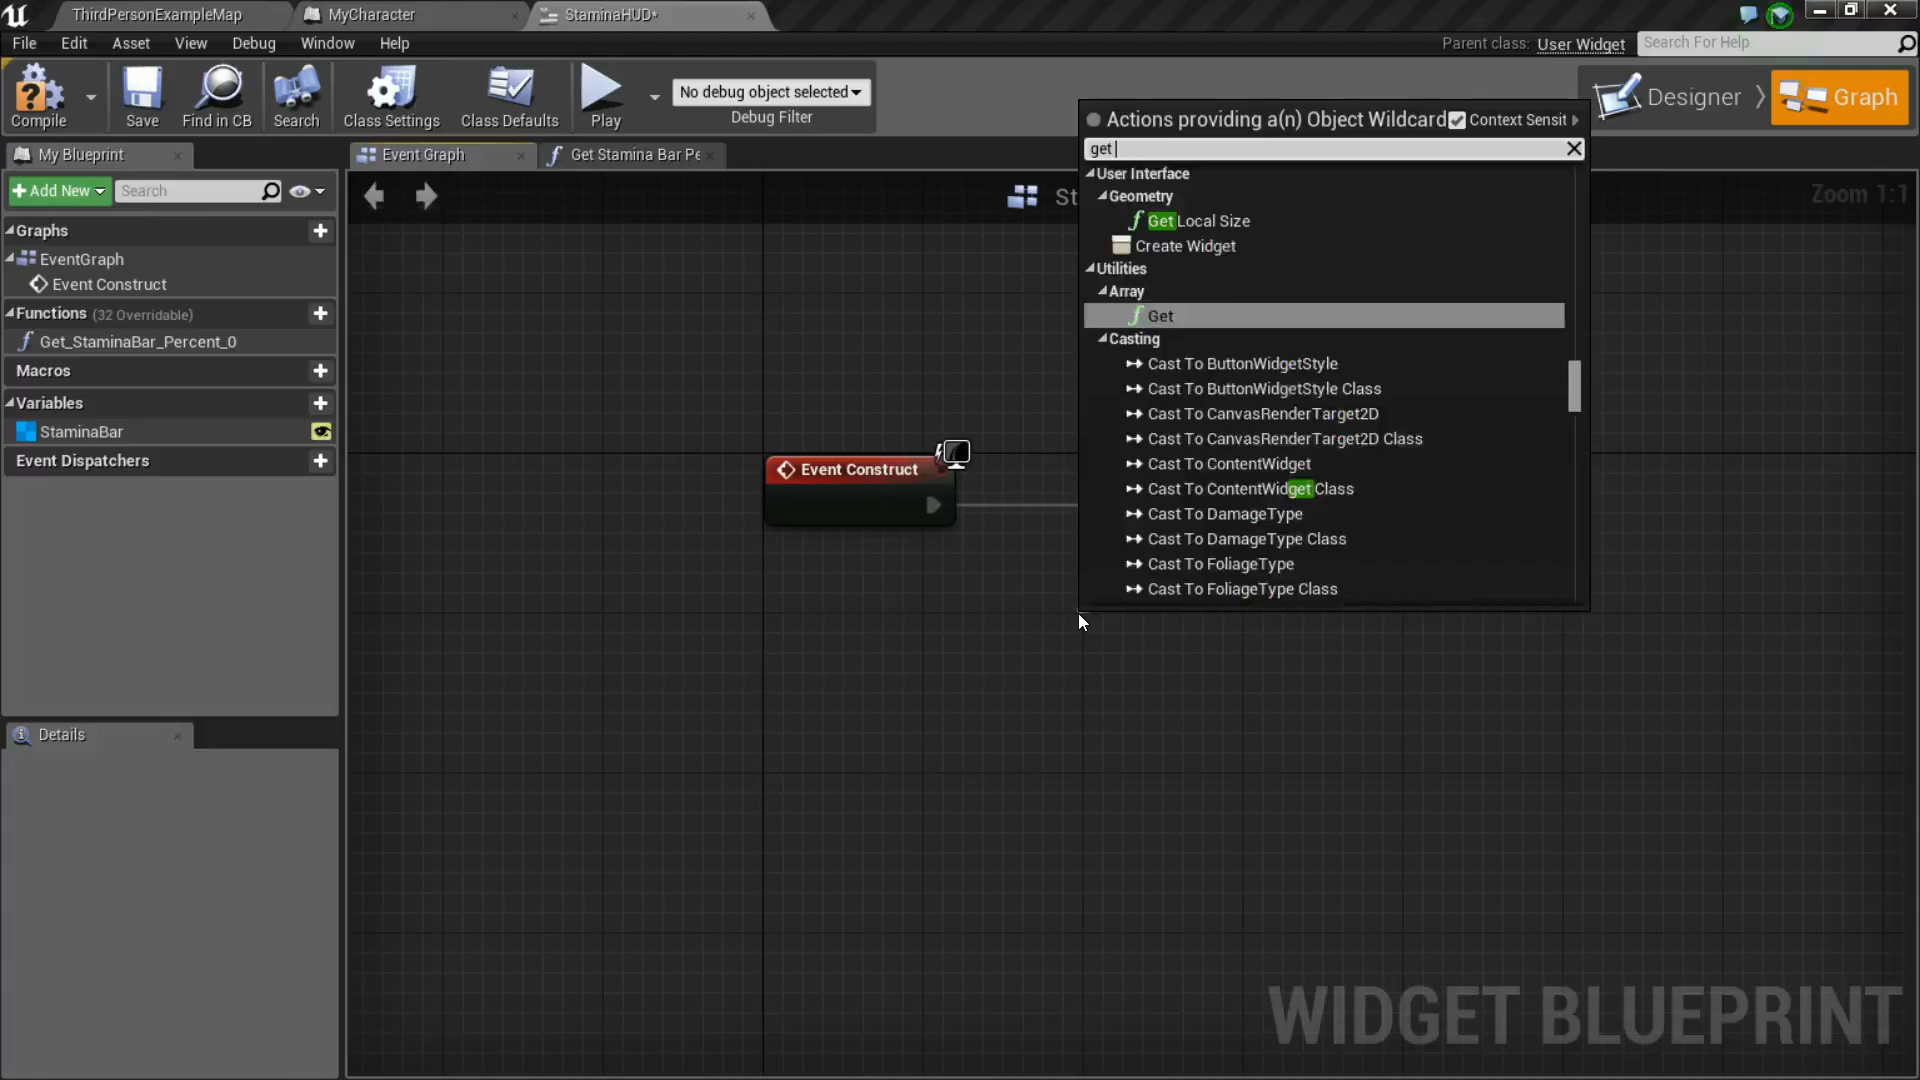 ThirdPersonExampleMap
MyCharacter
StaminaHUD*
File Edit Asset View Debug Window Help
Parent class: User Widget
Search For Help
Compile
Save
Find in CB
Search
Class Settings
Class Defaults
Play
No debug object selected
Debug Filter
Designer
Graph
My Blueprint
Add New
Search
Graphs
EventGraph
Event Construct
Functions (32 Overridable)
Get_StaminaBar_Percent_0
Macros
Variables
StaminaBar
Event Dispatchers
Details
Event Graph
Get Stamina Bar Pe
St
Zoom 1:1
Event Construct
Actions providing a(n) Object Wildcard
Context Sensit
get
User Interface
Geometry
Get Local Size
Create Widget
Utilities
Array
Get
Casting
Cast To ButtonWidgetStyle
Cast To ButtonWidgetStyle Class
Cast To CanvasRenderTarget2D
Cast To CanvasRenderTarget2D Class
Cast To ContentWidget
Cast To ContentWidget Class
Cast To DamageType
Cast To DamageType Class
Cast To FoliageType
Cast To FoliageType Class
WIDGET BLUEPRINT